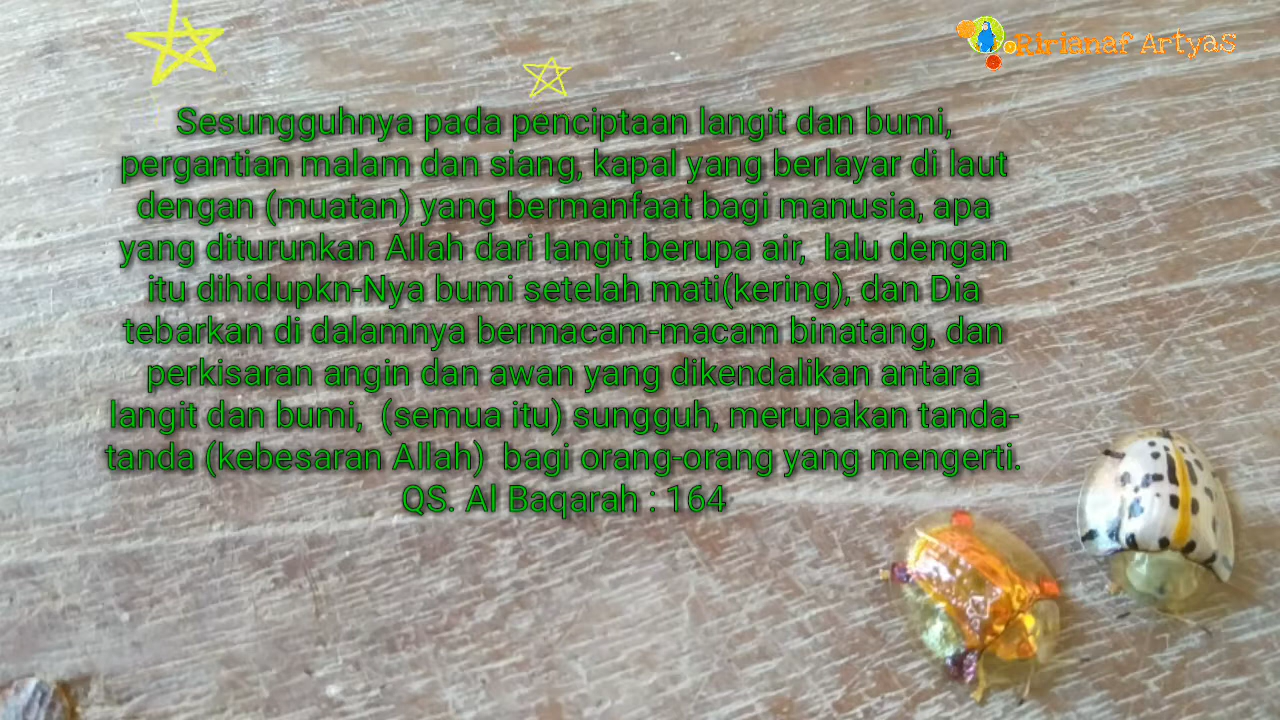 Ririanaf Artyas
Sesungguhnya pada penciptaan langit dan bumi,
pergantian malam dan siang, kapal yang berlayar di laut
dengan (muatan) yang bermanfaat bagi manusia, apa
yang diturunkan Allah dari langit berupa air,  lalu dengan
itu dihidupkn-Nya bumi setelah mati(kering), dan Dia
tebarkan di dalamnya bermacam-macam binatang, dan
perkisaran angin dan awan yang dikendalikan antara
langit dan bumi,  (semua itu) sungguh, merupakan tanda-
tanda (kebesaran Allah)  bagi orang-orang yang mengerti.
QS. Al Baqarah : 164